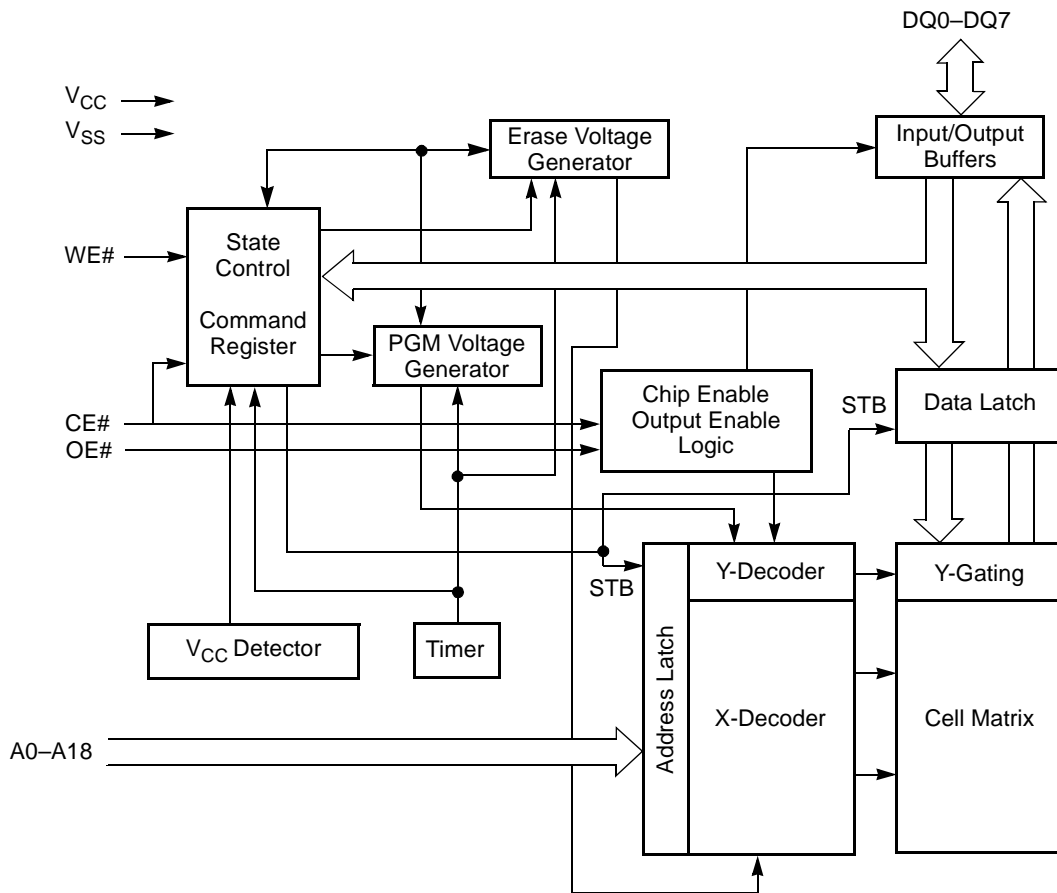 DQ0–DQ7
VCC
VSS
Erase Voltage
Generator
Input/Output
Buffers
WE#
State
Control
Command
Register
PGM Voltage
Generator
CE#
OE#
Chip Enable
Output Enable
Logic
STB
Data Latch
STB
Y-Decoder
Y-Gating
VCC Detector
Timer
Address Latch
X-Decoder
Cell Matrix
A0–A18